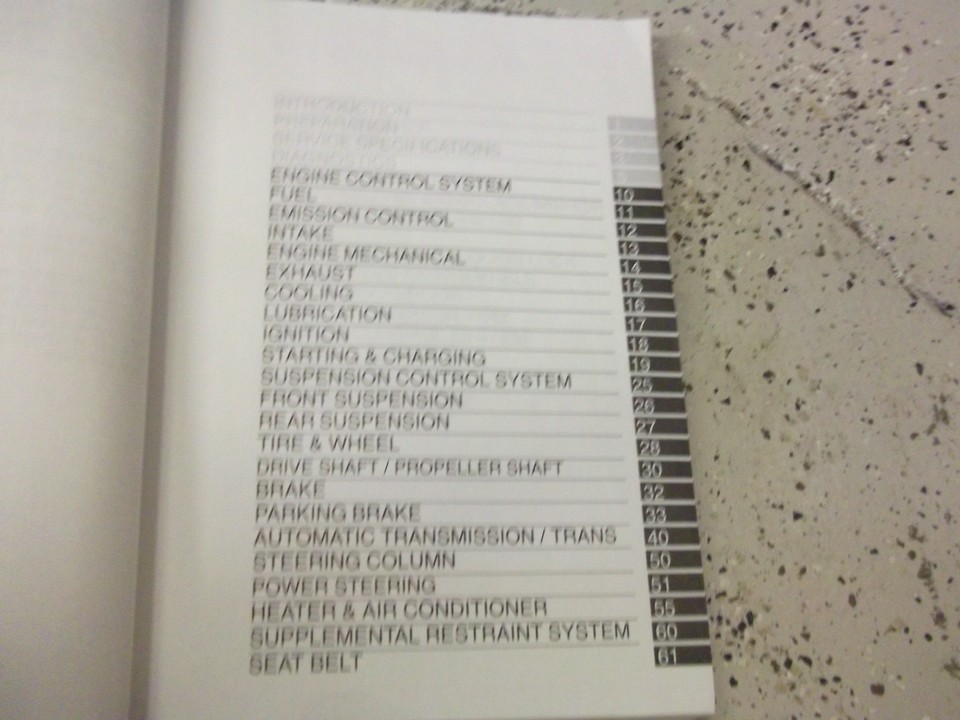 INTRODUCTION
PREPARATION
SERVICE SPECIFICATIONS 2
DIAGNOSTICS 3
ENGINE CONTROL SYSTEM 10
FUEL 11
EMISSION CONTROL 12
INTAKE 13
ENGINE MECHANICAL 14
EXHAUST 15
COOLING 16
LUBRICATION 17
IGNITION 18
STARTING & CHARGING 19
SUSPENSION CONTROL SYSTEM 25
FRONT SUSPENSION 26
REAR SUSPENSION 27
TIRE & WHEEL 28
DRIVE SHAFT / PROPELLER SHAFT 30
BRAKE 32
PARKING BRAKE 33
AUTOMATIC TRANSMISSION / TRANS 40
STEERING COLUMN 50
POWER STEERING 51
HEATER & AIR CONDITIONER 55
SUPPLEMENTAL RESTRAINT SYSTEM 60
SEAT BELT 61